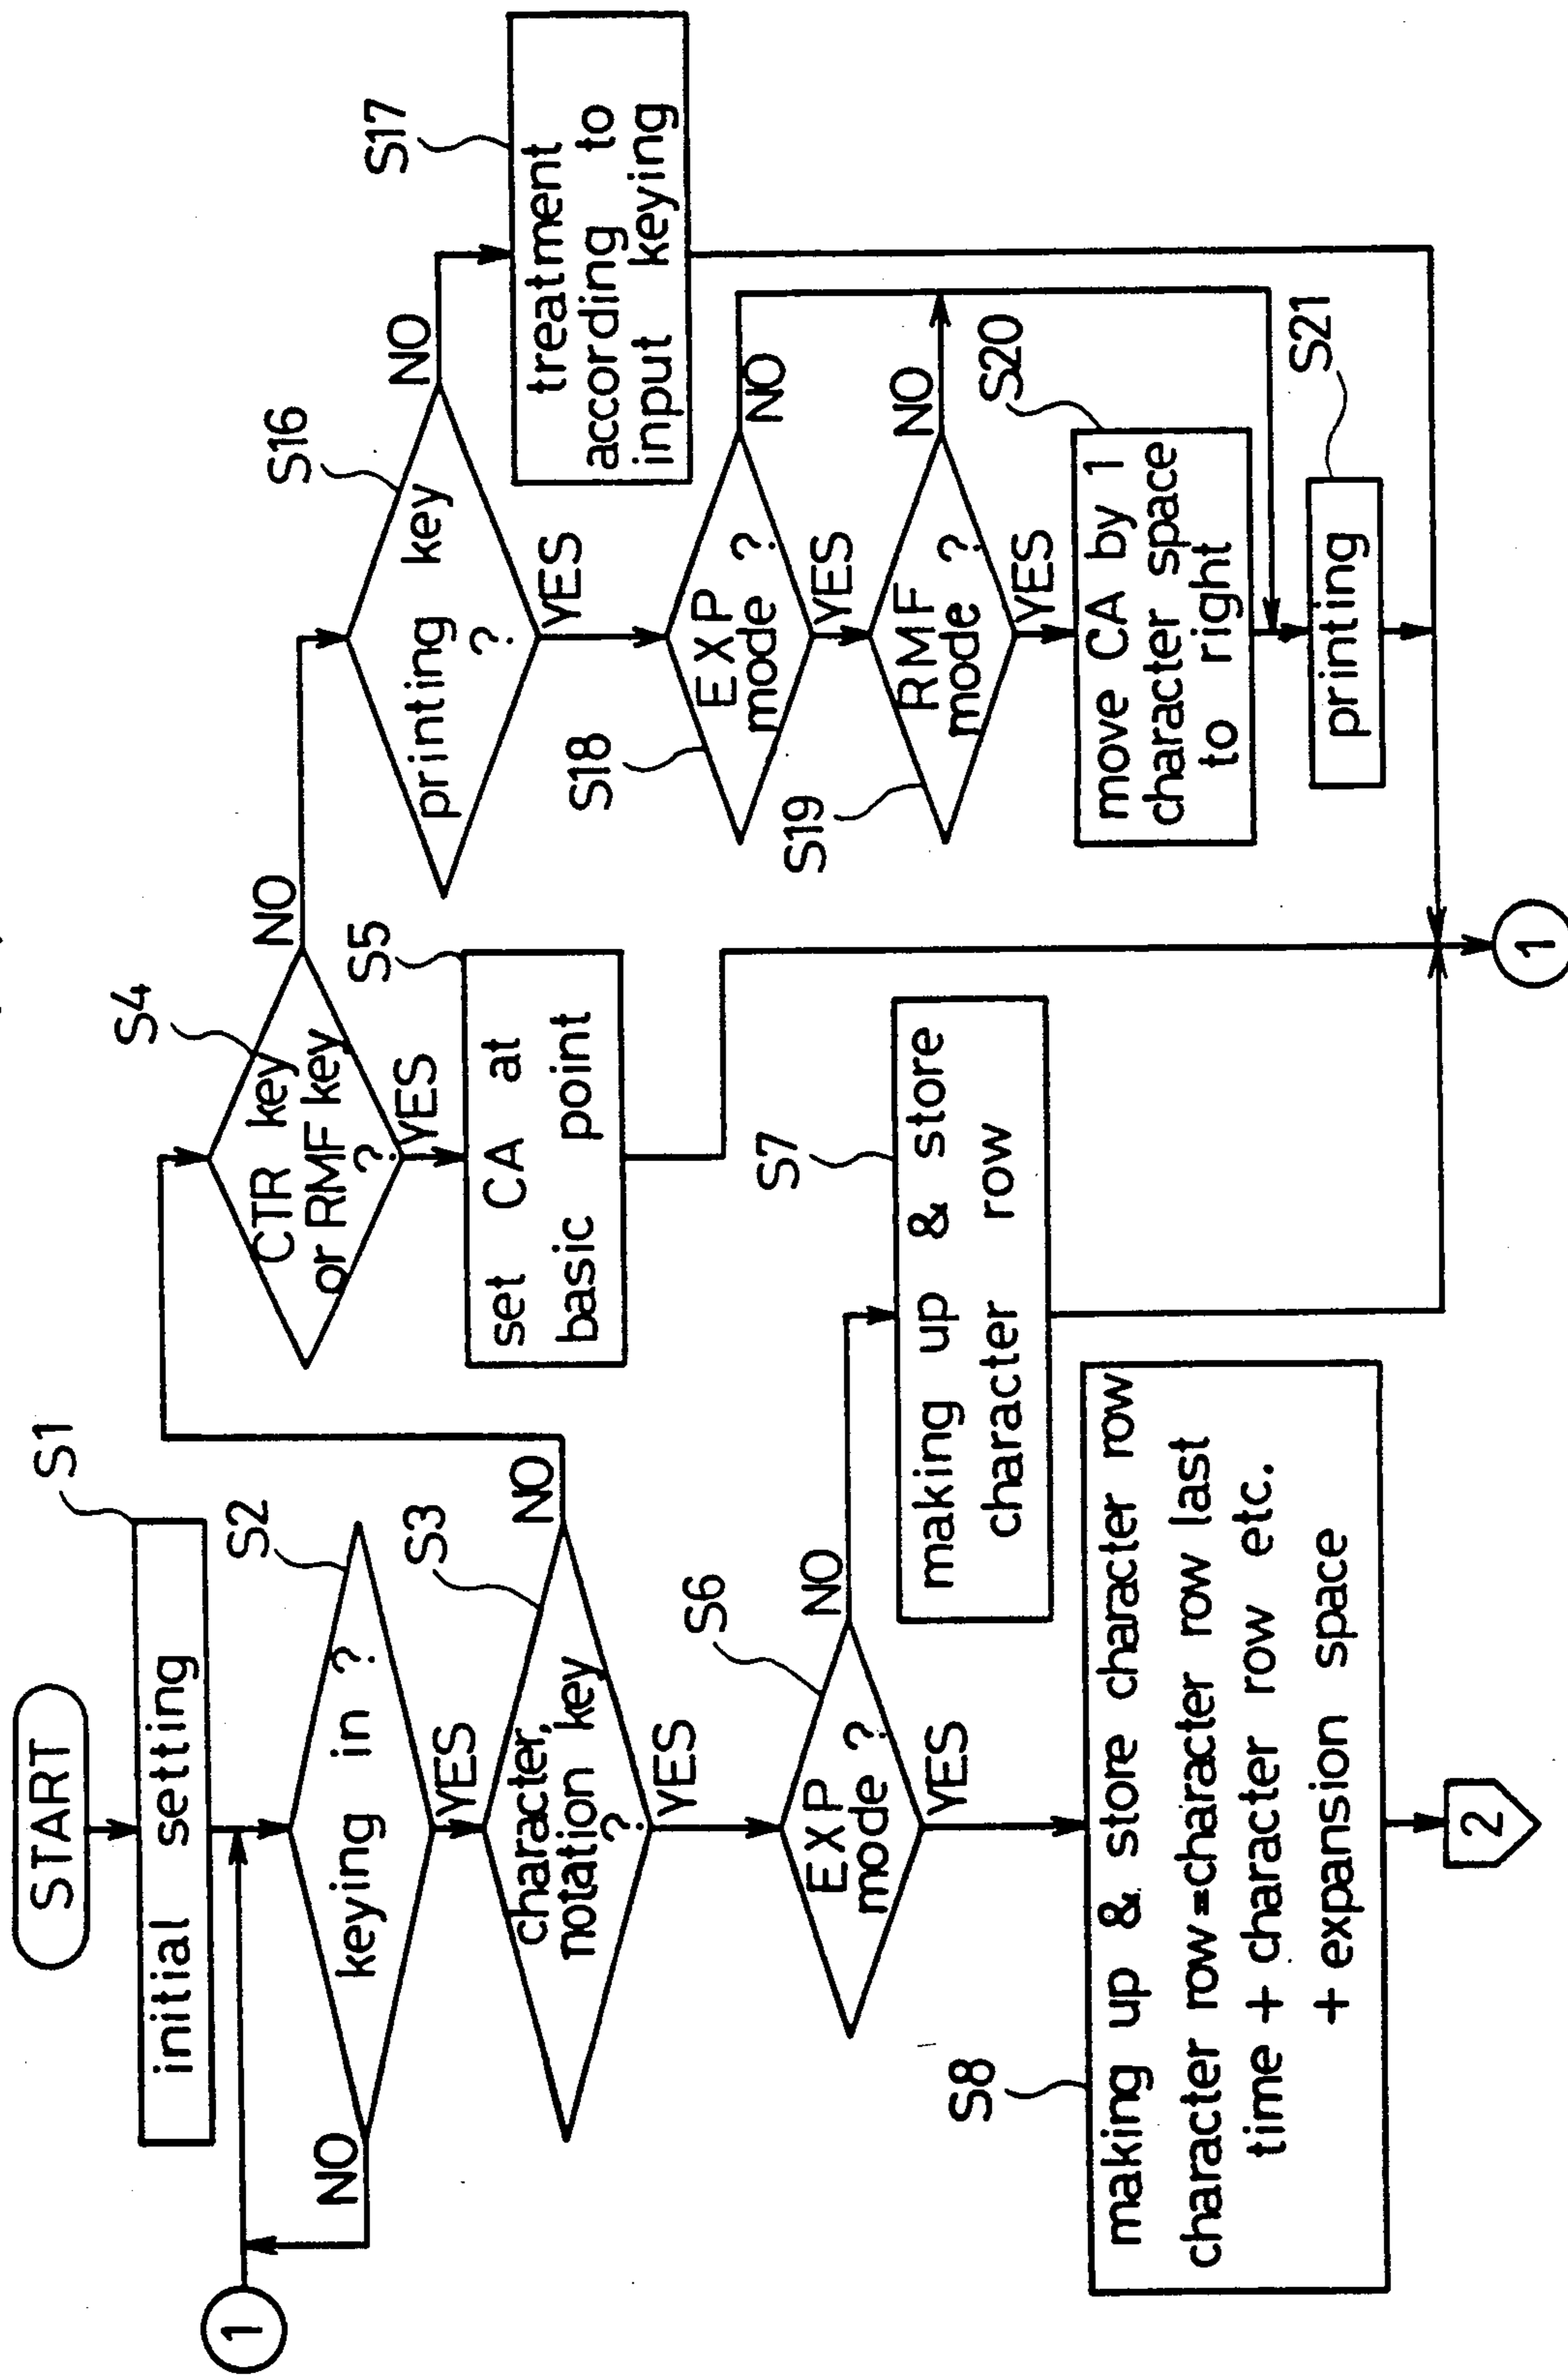 START
S1
initial setting
1
S2
keying in ?
NO
YES
S3
character,
notation key
?
NO
YES
S4
CTR key
or RMF key
?
NO
YES
S5
set CA at
basic point
S6
EXP
mode ?
NO
YES
S7
making up & store
character row
S8
making up & store character row
character row=character row last
time + character row etc.
+ expansion space
2
S16
printing key
?
NO
YES
S17
treatment
according to
input keying
S18
EXP
mode ?
NO
YES
S19
RMF
mode ?
NO
YES
S20
move CA by 1
character space
to right
S21
printing
1